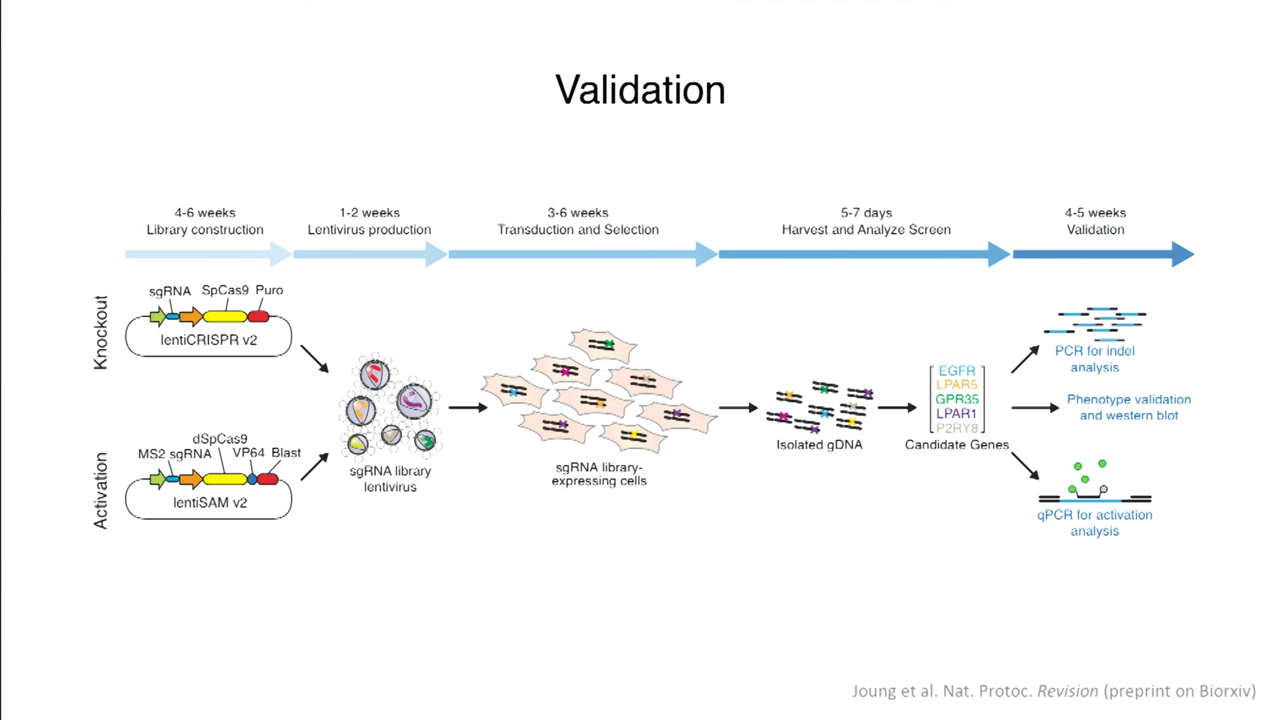 Validation
4-6 weeks
Library construction
1-2 weeks
Lentivirus production
3-6 weeks
Transduction and Selection
5-7 days
Harvest and Analyze Screen
4-5 weeks
Validation
Knockout
sgRNA SpCas9 Puro
lentiCRISPR v2
Activation
dSpCas9
MS2 sgRNA VP64 Blast
lentiSAM v2
sgRNA library
lentivirus
sgRNA library-
expressing cells
Isolated gDNA
EGFR
LPAR5
GPR35
LPAR1
P2RY8
Candidate Genes
PCR for indel
analysis
Phenotype validation
and western blot
qPCR for activation
analysis
Joung et al. Nat. Protoc. Revision (preprint on Biorxiv)